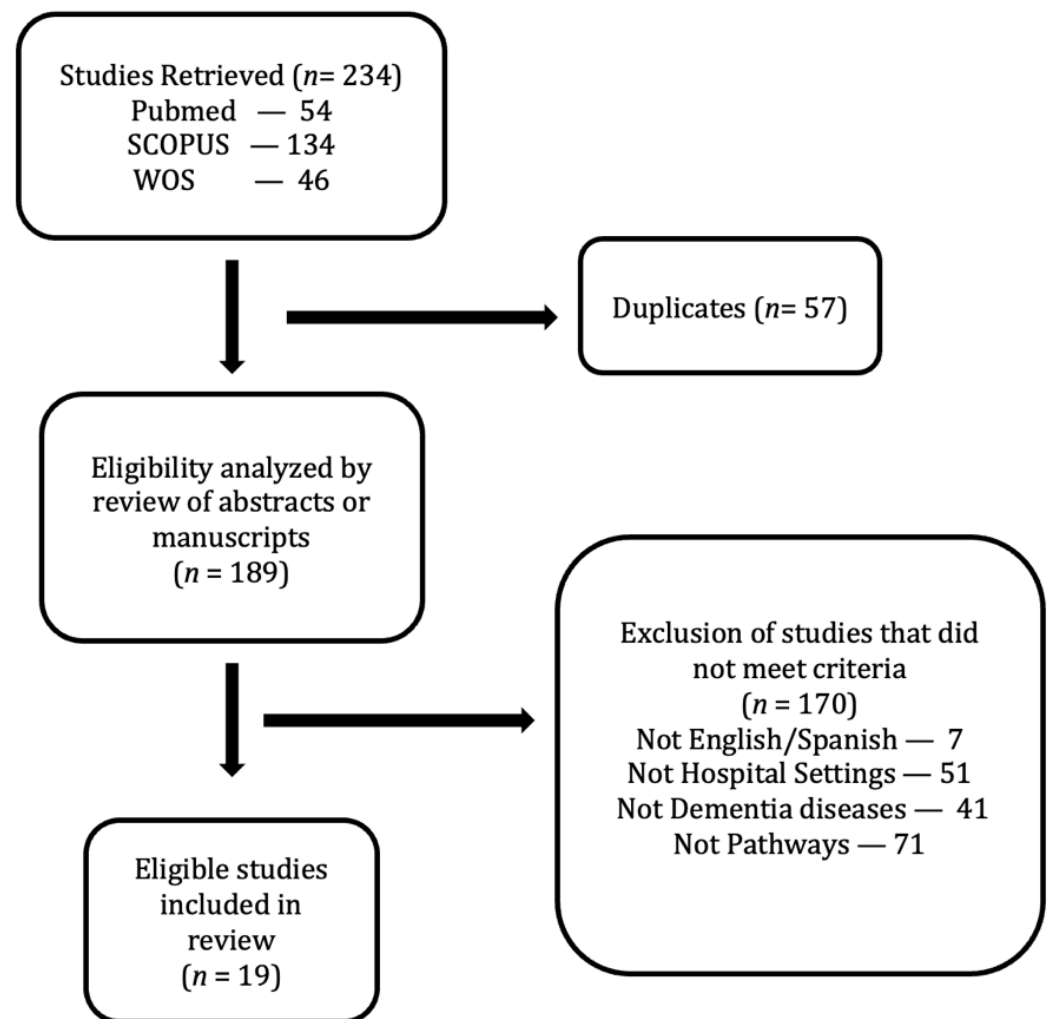 Studies Retrieved (n= 234)
Pubmed — 54
SCOPUS — 134
WOS — 46
Duplicates (n= 57)
Eligibility analyzed by
review of abstracts or
manuscripts
(n = 189)
Exclusion of studies that did
not meet criteria
(n = 170)
Not English/Spanish — 7
Not Hospital Settings — 51
Not Dementia diseases — 41
Not Pathways — 71
Eligible studies
included in
review
(n = 19)